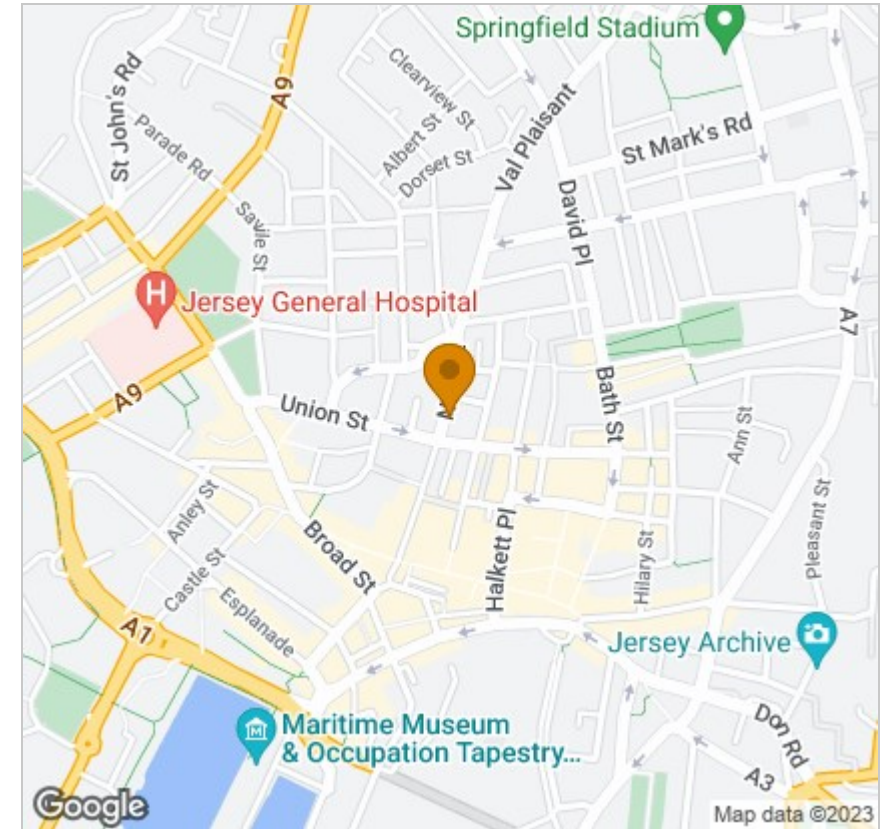 Springfield Stadium
St John's Rd
A9
Clearview St
Albert St
Dorset St
Val Plaisant
St Mark's Rd
Parade Rd
David Pl
Savile St
H
Jersey General Hospital
A7
A9
Union St
Bath St
Ann St
Anley St
Broad St
Halkett Pl
Pleasant St
Castle St
Hilary St
Esplanade
A1
Jersey Archive
Maritime Museum
& Occupation Tapestry...
Don Rd
A3
Google
Map data ©2023